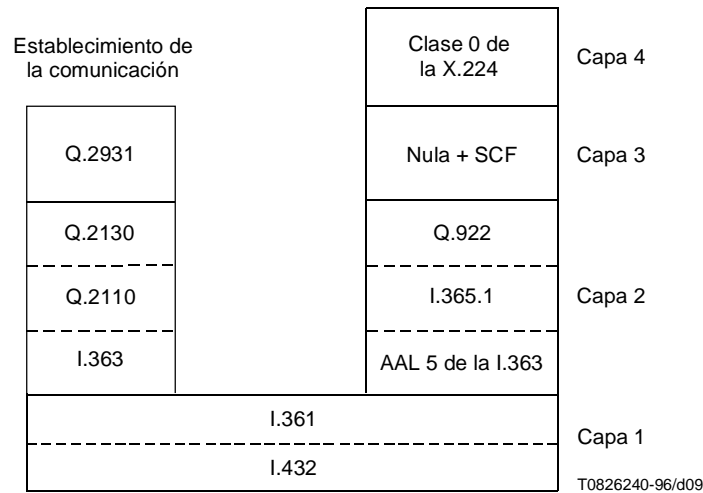 Establecimiento de
la comunicación
Clase 0 de
la X.224
Capa 4
Q.2931
Nula + SCF
Capa 3
Q.2130
Q.922
Q.2110
I.365.1
Capa 2
I.363
AAL 5 de la I.363
I.361
Capa 1
I.432
T0826240-96/d09